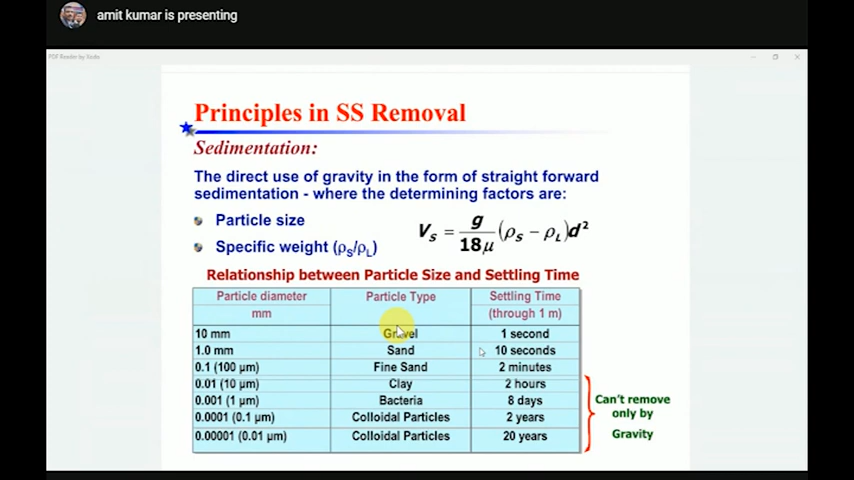 amit kumar is presenting
PDF Reader by Xodo
Principles in SS Removal
Sedimentation:
The direct use of gravity in the form of straight forward
sedimentation - where the determining factors are:
Particle size
Specific weight (ρS/ρL)
VS = g/18μ (ρS – ρL)d²
Relationship between Particle Size and Settling Time
Particle diameter mm Particle Type Settling Time (through 1 m)
10 mm Gravel 1 second
1.0 mm Sand 10 seconds
0.1 (100 µm) Fine Sand 2 minutes
0.01 (10 µm) Clay 2 hours
0.001 (1 µm) Bacteria 8 days
0.0001 (0.1 µm) Colloidal Particles 2 years
0.00001 (0.01 µm) Colloidal Particles 20 years
Can't remove
only by
Gravity